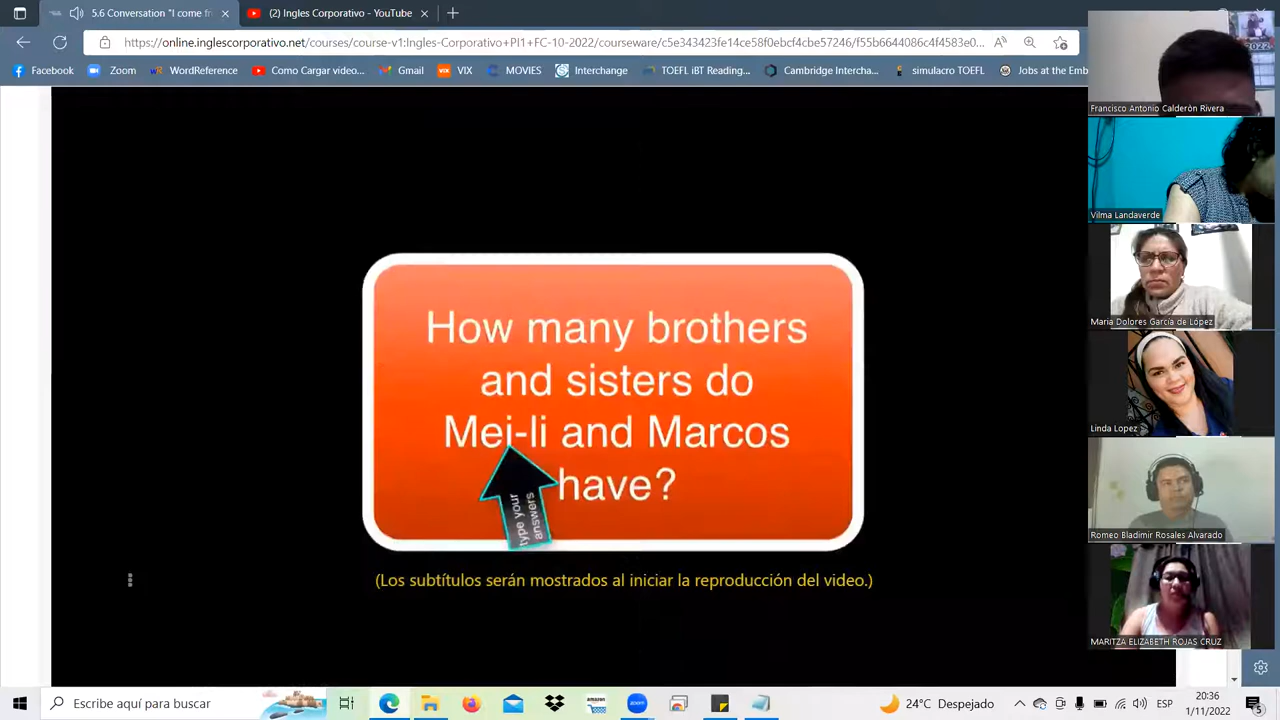 5.6 Conversation "I come fr
(2) Ingles Corporativo - YouTube
https://online.inglescorporativo.net/courses/course-v1:Ingles-Corporativo+PI1+FC-10-2022/courseware/c5e343423fe14ce58f0ebcf4cbe57246/f55b6644086c4f4583e0...
Facebook
Zoom
WordReference
Como Cargar video...
Gmail
VIX
MOVIES
Interchange
TOEFL iBT Reading...
Cambridge Intercha...
simulacro TOEFL
Jobs at the Emb
How many brothers
and sisters do
Mei-li and Marcos
have?
type your
answers
(Los subtítulos serán mostrados al iniciar la reproducción del video.)
Francisco Antonio Calderón Rivera
Vilma Landaverde
Maria Dolores García de López
Linda Lopez
Romeo Bladimir Rosales Alvarado
MARITZA ELIZABETH ROJAS CRUZ
Escribe aquí para buscar
24°C Despejado
ESP
20:36
1/11/2022
5